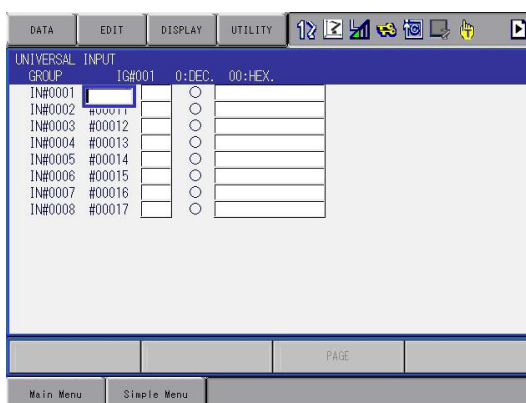 DATA EDIT DISPLAY UTILITY
UNIVERSAL INPUT
GROUP IG#001 0:DEC. 00:HEX.
IN#0001
IN#0002 #00011
IN#0003 #00012
IN#0004 #00013
IN#0005 #00014
IN#0006 #00015
IN#0007 #00016
IN#0008 #00017
PAGE
Main Menu Simple Menu